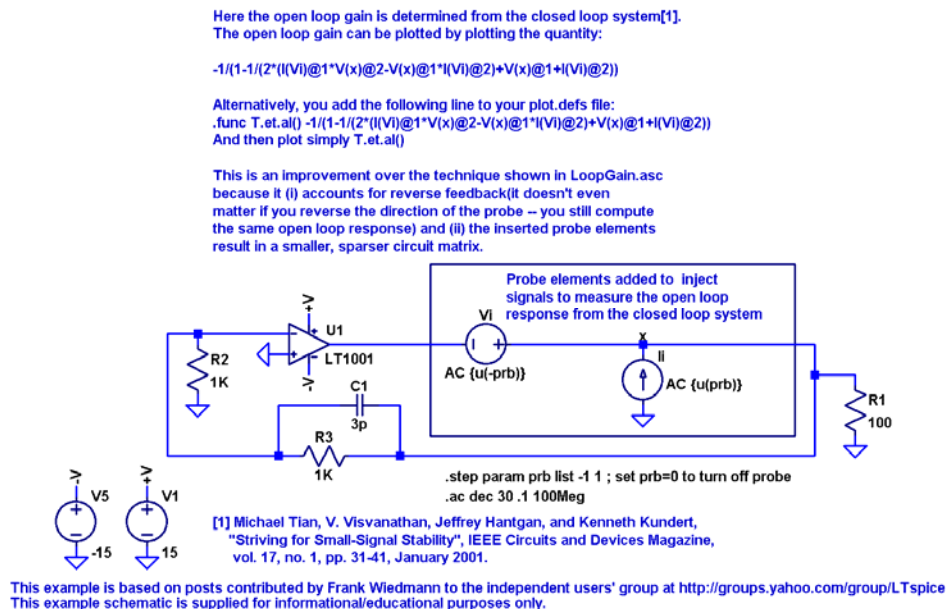 Here the open loop gain is determined from the closed loop system[1].
The open loop gain can be plotted by plotting the quantity:
-1/(1-1/(2*(I(Vi)@1*V(x)@2-V(x)@1*I(Vi)@2)+V(x)@1+I(Vi)@2))
Alternatively, you add the following line to your plot.defs file:
.func T.et.al() -1/(1-1/(2*(I(Vi)@1*V(x)@2-V(x)@1*I(Vi)@2)+V(x)@1+I(Vi)@2))
And then plot simply T.et.al()
This is an improvement over the technique shown in LoopGain.asc
because it (i) accounts for reverse feedback(it doesn't even
matter if you reverse the direction of the probe -- you still compute
the same open loop response) and (ii) the inserted probe elements
result in a smaller, sparser circuit matrix.
Probe elements added to inject
signals to measure the open loop
response from the closed loop system
+V
U1
LT1001
-V
Vi
AC {u(-prb)}
x
Ii
AC {u(prb)}
R2
1K
C1
3p
R3
1K
R1
100
.step param prb list -1 1 ; set prb=0 to turn off probe
.ac dec 30 .1 100Meg
-V
V5
-15
+V
V1
15
[1] Michael Tian, V. Visvanathan, Jeffrey Hantgan, and Kenneth Kundert,
"Striving for Small-Signal Stability", IEEE Circuits and Devices Magazine,
vol. 17, no. 1, pp. 31-41, January 2001.
This example is based on posts contributed by Frank Wiedmann to the independent users' group at http://groups.yahoo.com/group/LTspice
This example schematic is supplied for informational/educational purposes only.